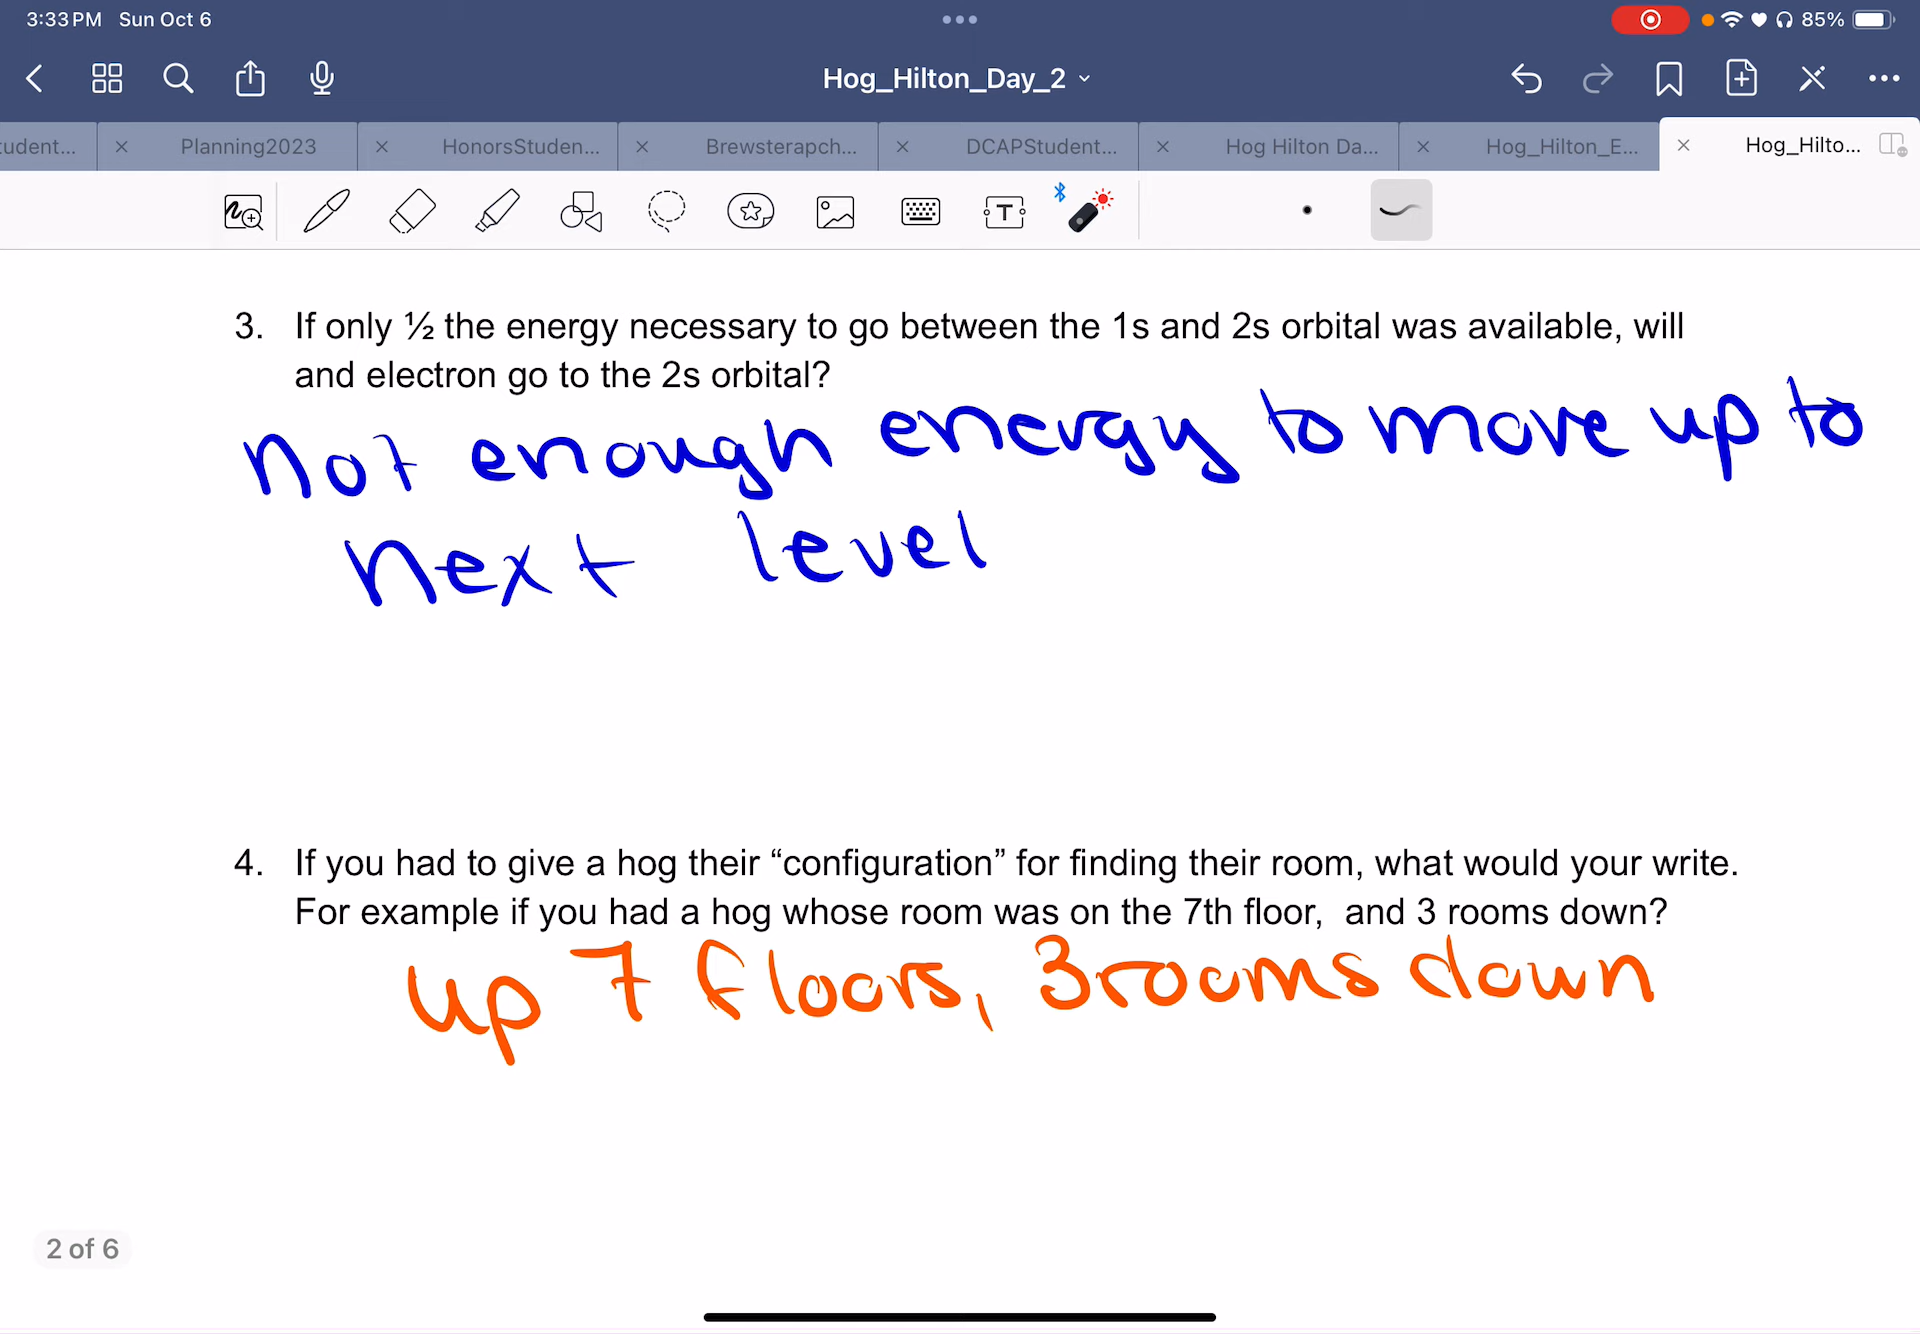 3:33 PM Sun Oct 6
85%
Hog_Hilton_Day_2
tudent...
Planning2023
HonorsStuden...
Brewsterapch...
DCAPStudent...
Hog Hilton Da...
Hog_Hilton_E...
Hog_Hilto...
3. If only ½ the energy necessary to go between the 1s and 2s orbital was available, will
and electron go to the 2s orbital?
not enough energy to move up to
next level
4. If you had to give a hog their “configuration” for finding their room, what would your write.
For example if you had a hog whose room was on the 7th floor, and 3 rooms down?
up 7 floors, 3 rooms down
2 of 6